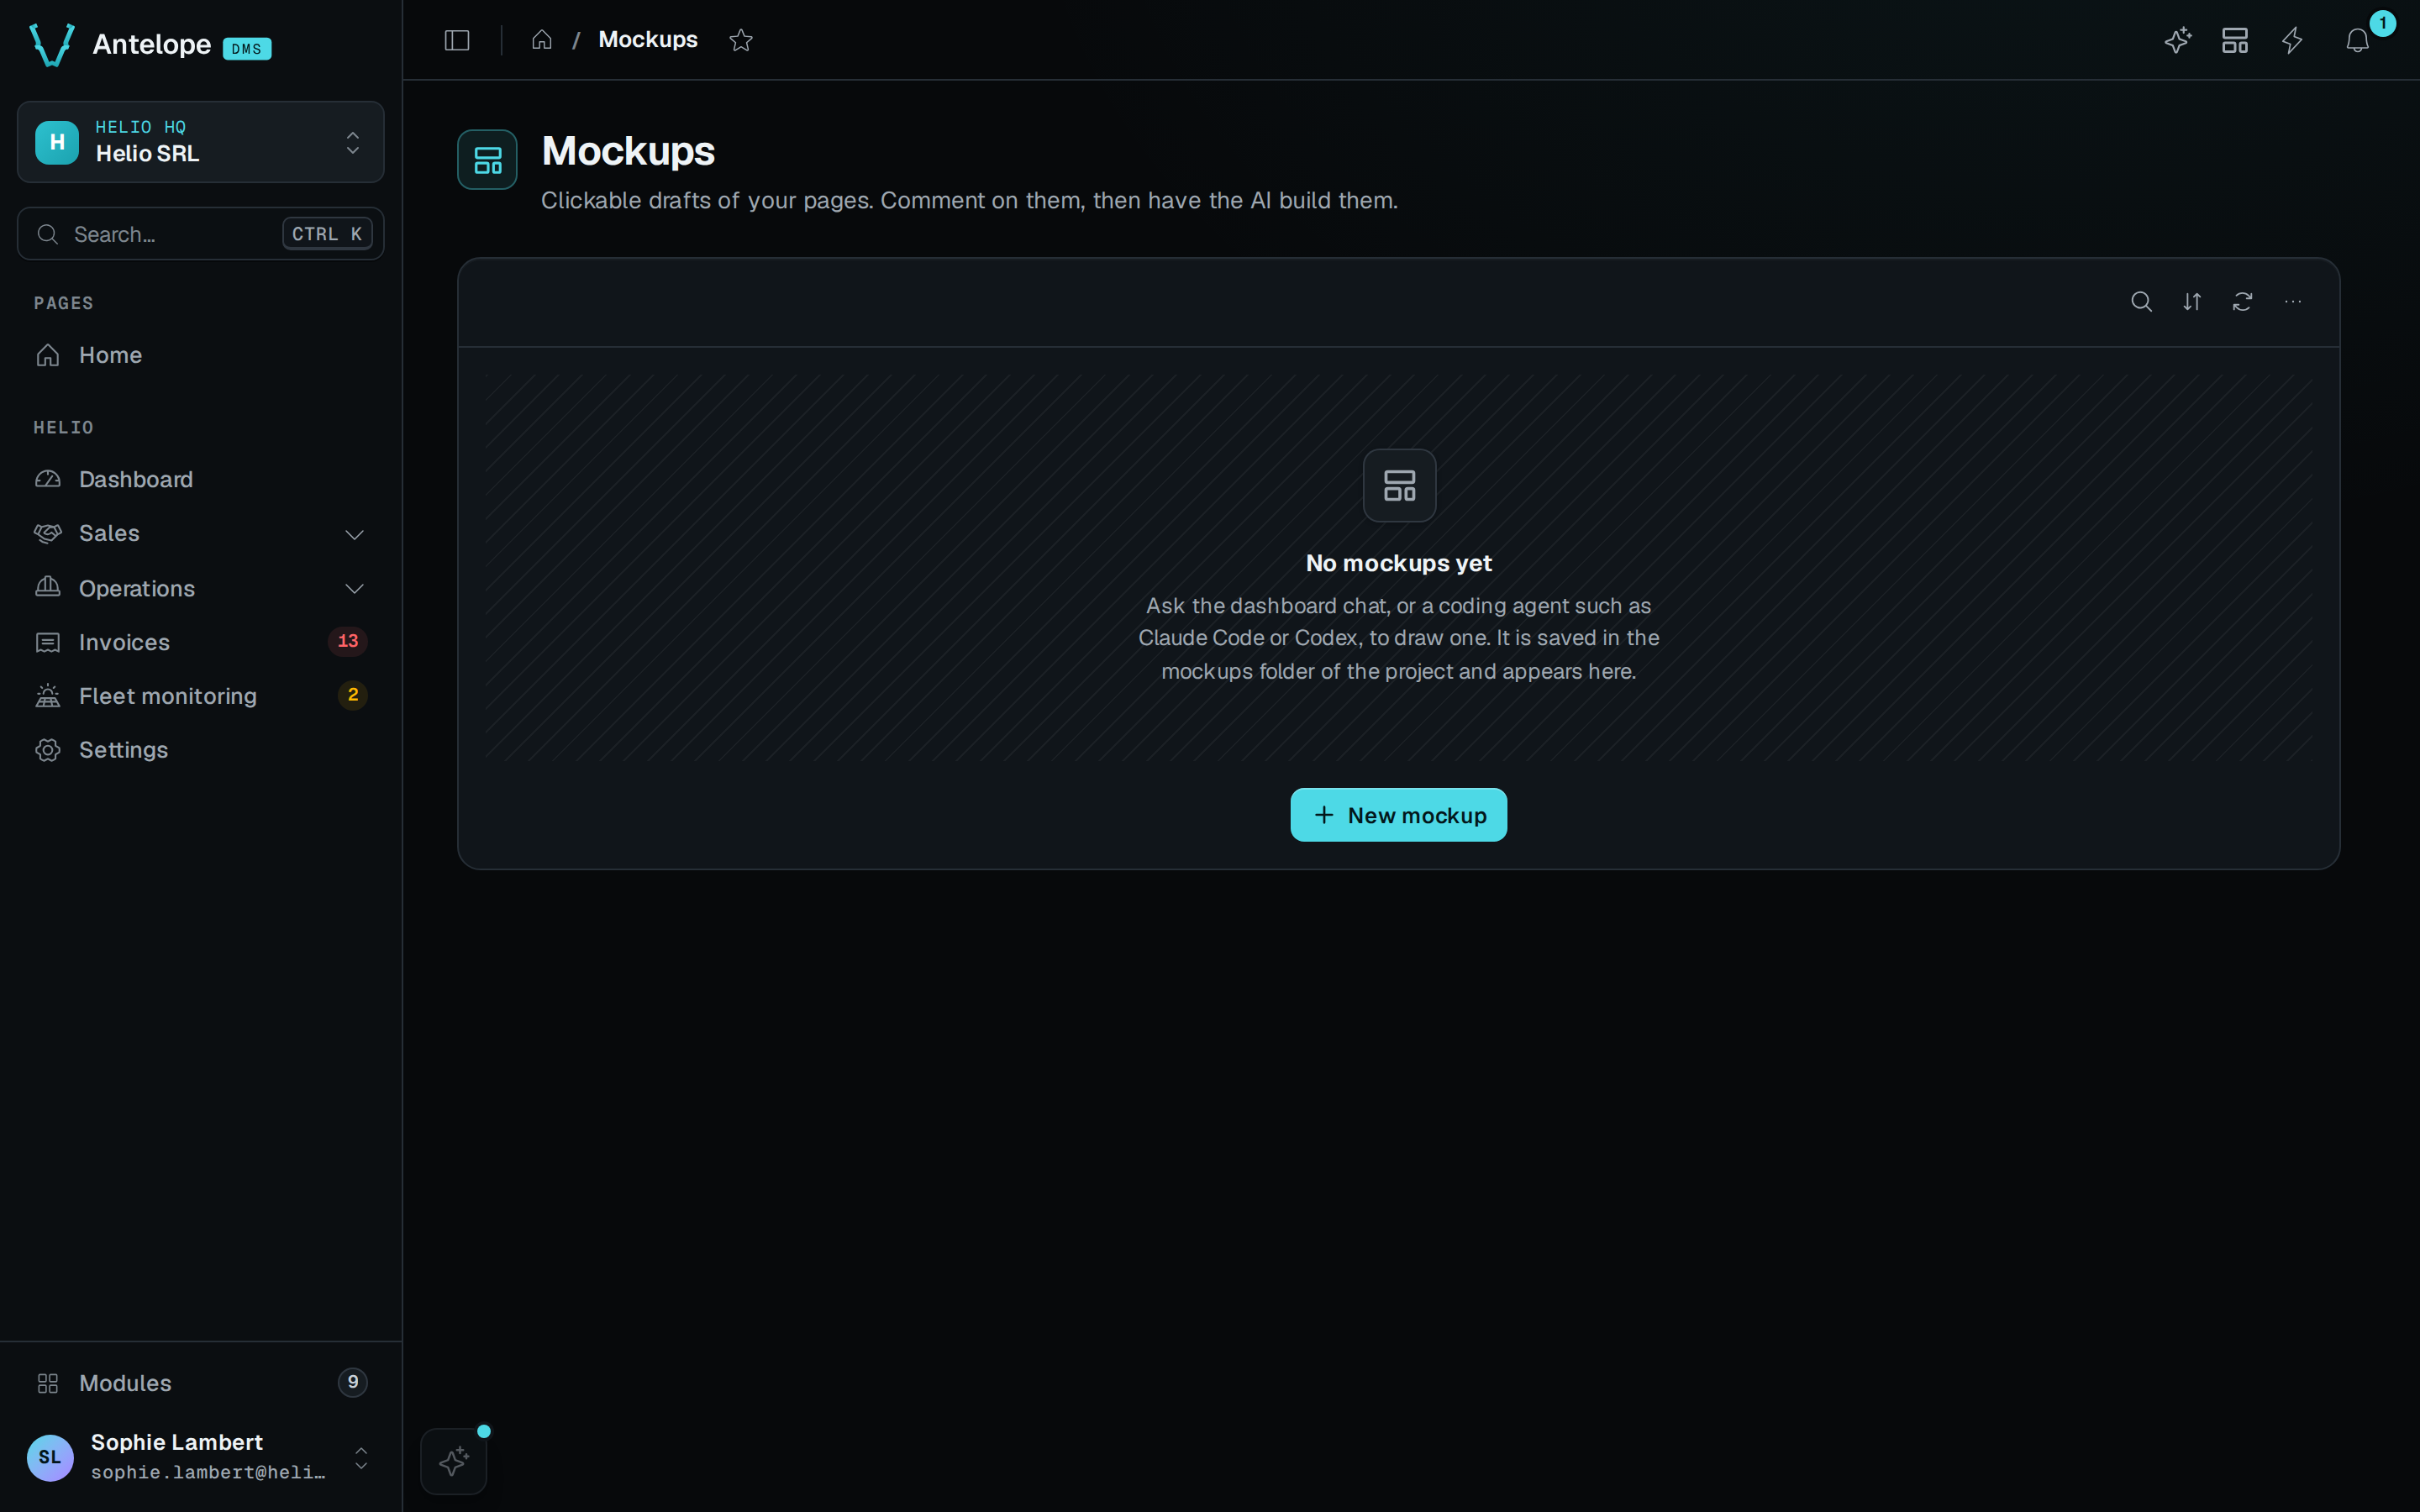 Antelope DMS
HELIO HQ
H
Helio SRL
Search...
CTRL K
PAGES
Home
HELIO
Dashboard
Sales
Operations
Invoices 13
Fleet monitoring 2
Settings
Modules 9
SL
Sophie Lambert
sophie.lambert@heli…
/ Mockups
1
Mockups
Clickable drafts of your pages. Comment on them, then have the AI build them.
No mockups yet
Ask the dashboard chat, or a coding agent such as
Claude Code or Codex, to draw one. It is saved in the
mockups folder of the project and appears here.
New mockup